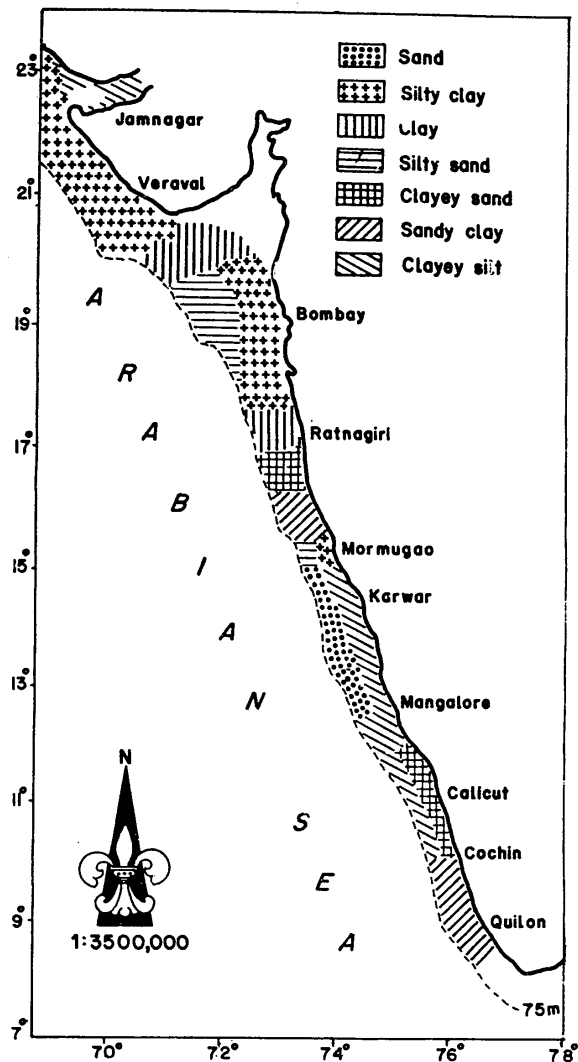 Sand
Silty clay
Clay
Silty sand
Clayey sand
Sandy clay
Clayey silt
23°
21°
19°
17°
15°
13°
11°
9°
7°
Jamnagar
Veraval
Bombay
Ratnagiri
Mormugao
Karwar
Mangalore
Calicut
Cochin
Quilon
A
R
A
B
I
A
N
S
E
A
N
1:3500,000
75m
70°
72°
74°
76°
78°